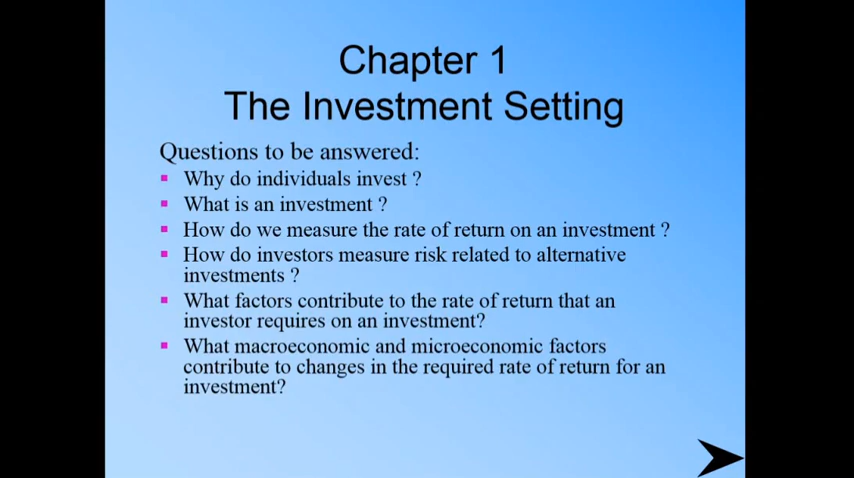 Chapter 1
The Investment Setting
Questions to be answered:
Why do individuals invest ?
What is an investment ?
How do we measure the rate of return on an investment ?
How do investors measure risk related to alternative
investments ?
What factors contribute to the rate of return that an
investor requires on an investment?
What macroeconomic and microeconomic factors
contribute to changes in the required rate of return for an
investment?